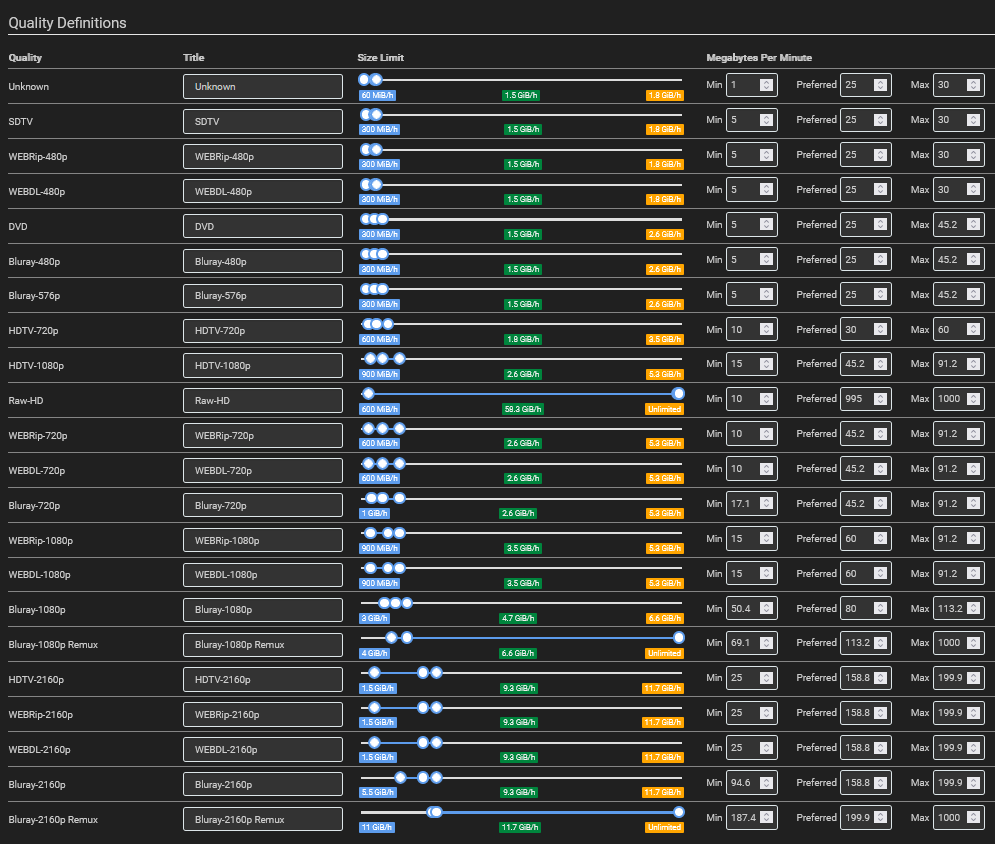 Quality Definitions
Quality Title Size Limit Megabytes Per Minute
Unknown Unknown Min 1 Preferred 25 Max 30
60 MiB/h 1.5 GiB/h 1.8 GiB/h
SDTV SDTV Min 5 Preferred 25 Max 30
300 MiB/h 1.5 GiB/h 1.8 GiB/h
WEBRip-480p WEBRip-480p Min 5 Preferred 25 Max 30
300 MiB/h 1.5 GiB/h 1.8 GiB/h
WEBDL-480p WEBDL-480p Min 5 Preferred 25 Max 30
300 MiB/h 1.5 GiB/h 1.8 GiB/h
DVD DVD Min 5 Preferred 25 Max 45.2
300 MiB/h 1.5 GiB/h 2.6 GiB/h
Bluray-480p Bluray-480p Min 5 Preferred 25 Max 45.2
300 MiB/h 1.5 GiB/h 2.6 GiB/h
Bluray-576p Bluray-576p Min 5 Preferred 25 Max 45.2
300 MiB/h 1.5 GiB/h 2.6 GiB/h
HDTV-720p HDTV-720p Min 10 Preferred 30 Max 60
600 MiB/h 1.8 GiB/h 3.5 GiB/h
HDTV-1080p HDTV-1080p Min 15 Preferred 45.2 Max 91.2
900 MiB/h 2.6 GiB/h 5.3 GiB/h
Raw-HD Raw-HD Min 10 Preferred 995 Max 1000
600 MiB/h 58.3 GiB/h Unlimited
WEBRip-720p WEBRip-720p Min 10 Preferred 45.2 Max 91.2
600 MiB/h 2.6 GiB/h 5.3 GiB/h
WEBDL-720p WEBDL-720p Min 10 Preferred 45.2 Max 91.2
600 MiB/h 2.6 GiB/h 5.3 GiB/h
Bluray-720p Bluray-720p Min 17.1 Preferred 45.2 Max 91.2
1 GiB/h 2.6 GiB/h 5.3 GiB/h
WEBRip-1080p WEBRip-1080p Min 15 Preferred 60 Max 91.2
900 MiB/h 3.5 GiB/h 5.3 GiB/h
WEBDL-1080p WEBDL-1080p Min 15 Preferred 60 Max 91.2
900 MiB/h 3.5 GiB/h 5.3 GiB/h
Bluray-1080p Bluray-1080p Min 50.4 Preferred 80 Max 113.2
3 GiB/h 4.7 GiB/h 6.6 GiB/h
Bluray-1080p Remux Bluray-1080p Remux Min 69.1 Preferred 113.2 Max 1000
4 GiB/h 6.6 GiB/h Unlimited
HDTV-2160p HDTV-2160p Min 25 Preferred 158.8 Max 199.9
1.5 GiB/h 9.3 GiB/h 11.7 GiB/h
WEBRip-2160p WEBRip-2160p Min 25 Preferred 158.8 Max 199.9
1.5 GiB/h 9.3 GiB/h 11.7 GiB/h
WEBDL-2160p WEBDL-2160p Min 25 Preferred 158.8 Max 199.9
1.5 GiB/h 9.3 GiB/h 11.7 GiB/h
Bluray-2160p Bluray-2160p Min 94.6 Preferred 158.8 Max 199.9
5.5 GiB/h 9.3 GiB/h 11.7 GiB/h
Bluray-2160p Remux Bluray-2160p Remux Min 187.4 Preferred 199.9 Max 1000
11 GiB/h 11.7 GiB/h Unlimited